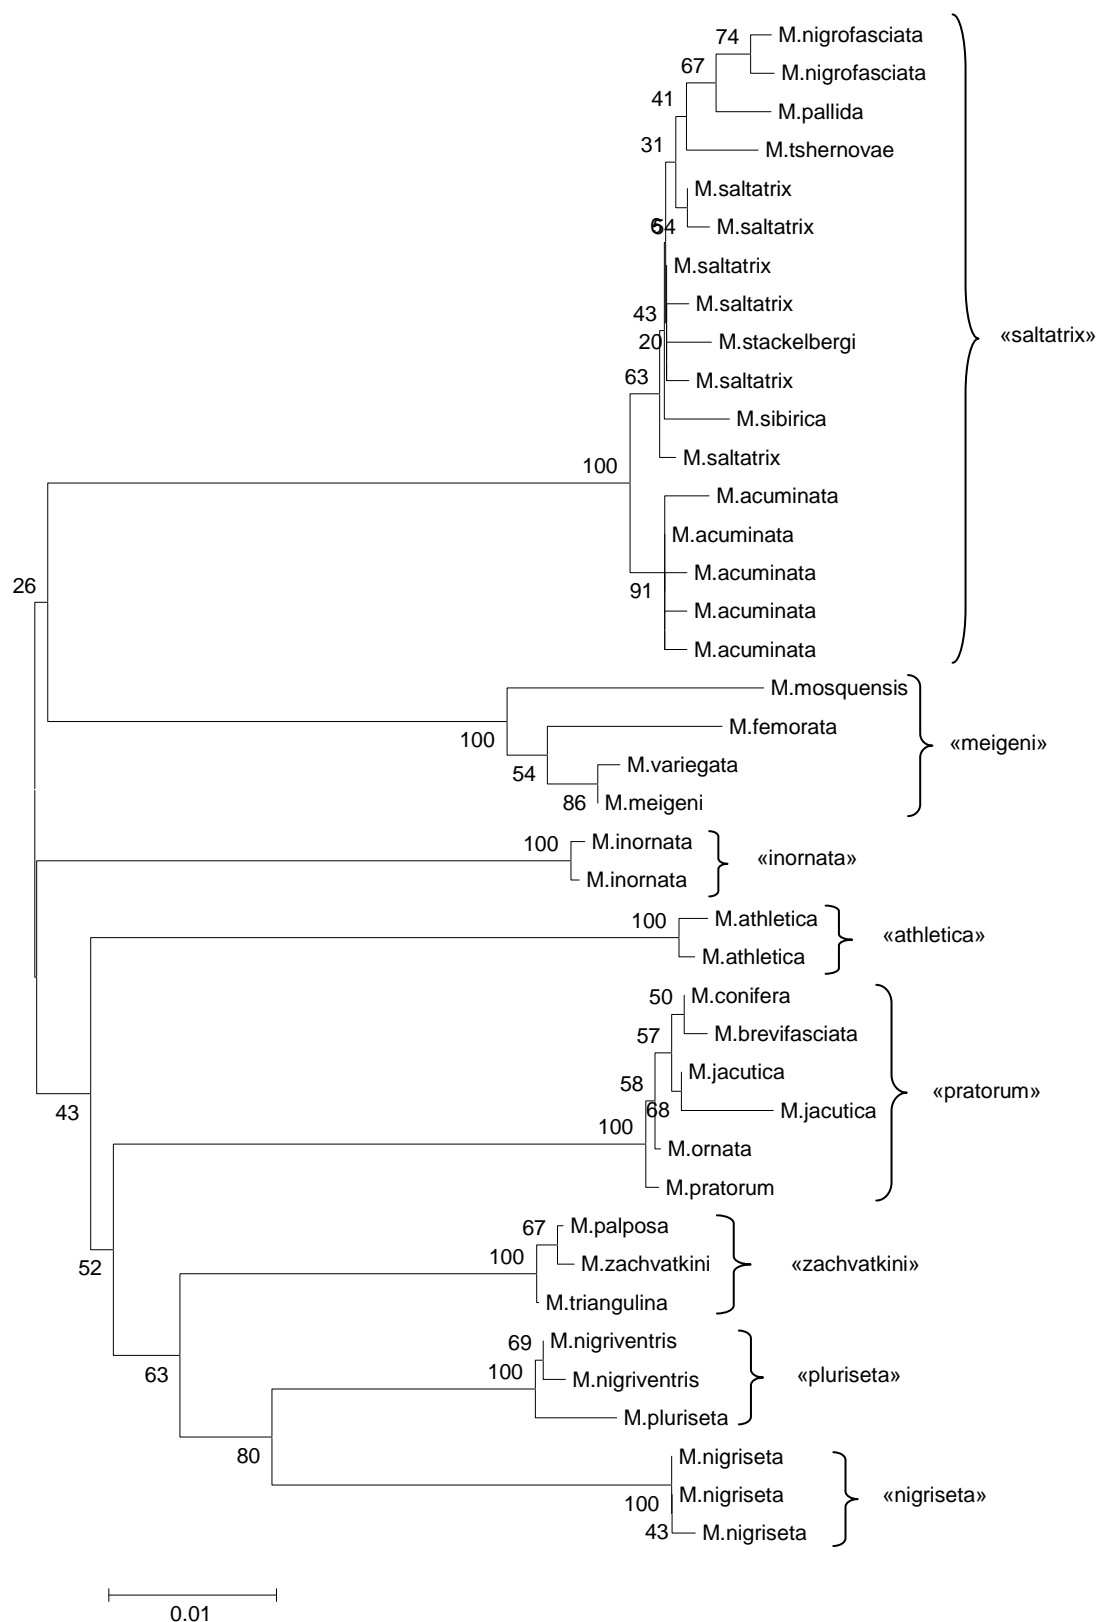 74
M.nigrofasciata
67
M.nigrofasciata
41
M.pallida
31
M.tshernovae
M.saltatrix
54
M.saltatrix
M.saltatrix
43
M.saltatrix
«saltatrix»
20
M.stackelbergi
63
M.saltatrix
M.sibirica
M.saltatrix
100
M.acuminata
M.acuminata
26
91
M.acuminata
M.acuminata
M.acuminata
M.mosquensis
100
M.femorata
«meigeni»
54
M.variegata
86
M.meigeni
100
M.inornata
«inornata»
M.inornata
100
M.athletica
«athletica»
M.athletica
50
M.conifera
57
M.brevifasciata
58
M.jacutica
«pratorum»
68
M.jacutica
43
100
M.ornata
M.pratorum
67
M.palposa
52
100
M.zachvatkini
«zachvatkini»
M.triangulina
69
M.nigriventris
63
100
M.nigriventris
«pluriseta»
M.pluriseta
80
M.nigriseta
100
M.nigriseta
«nigriseta»
43
M.nigriseta
0.01